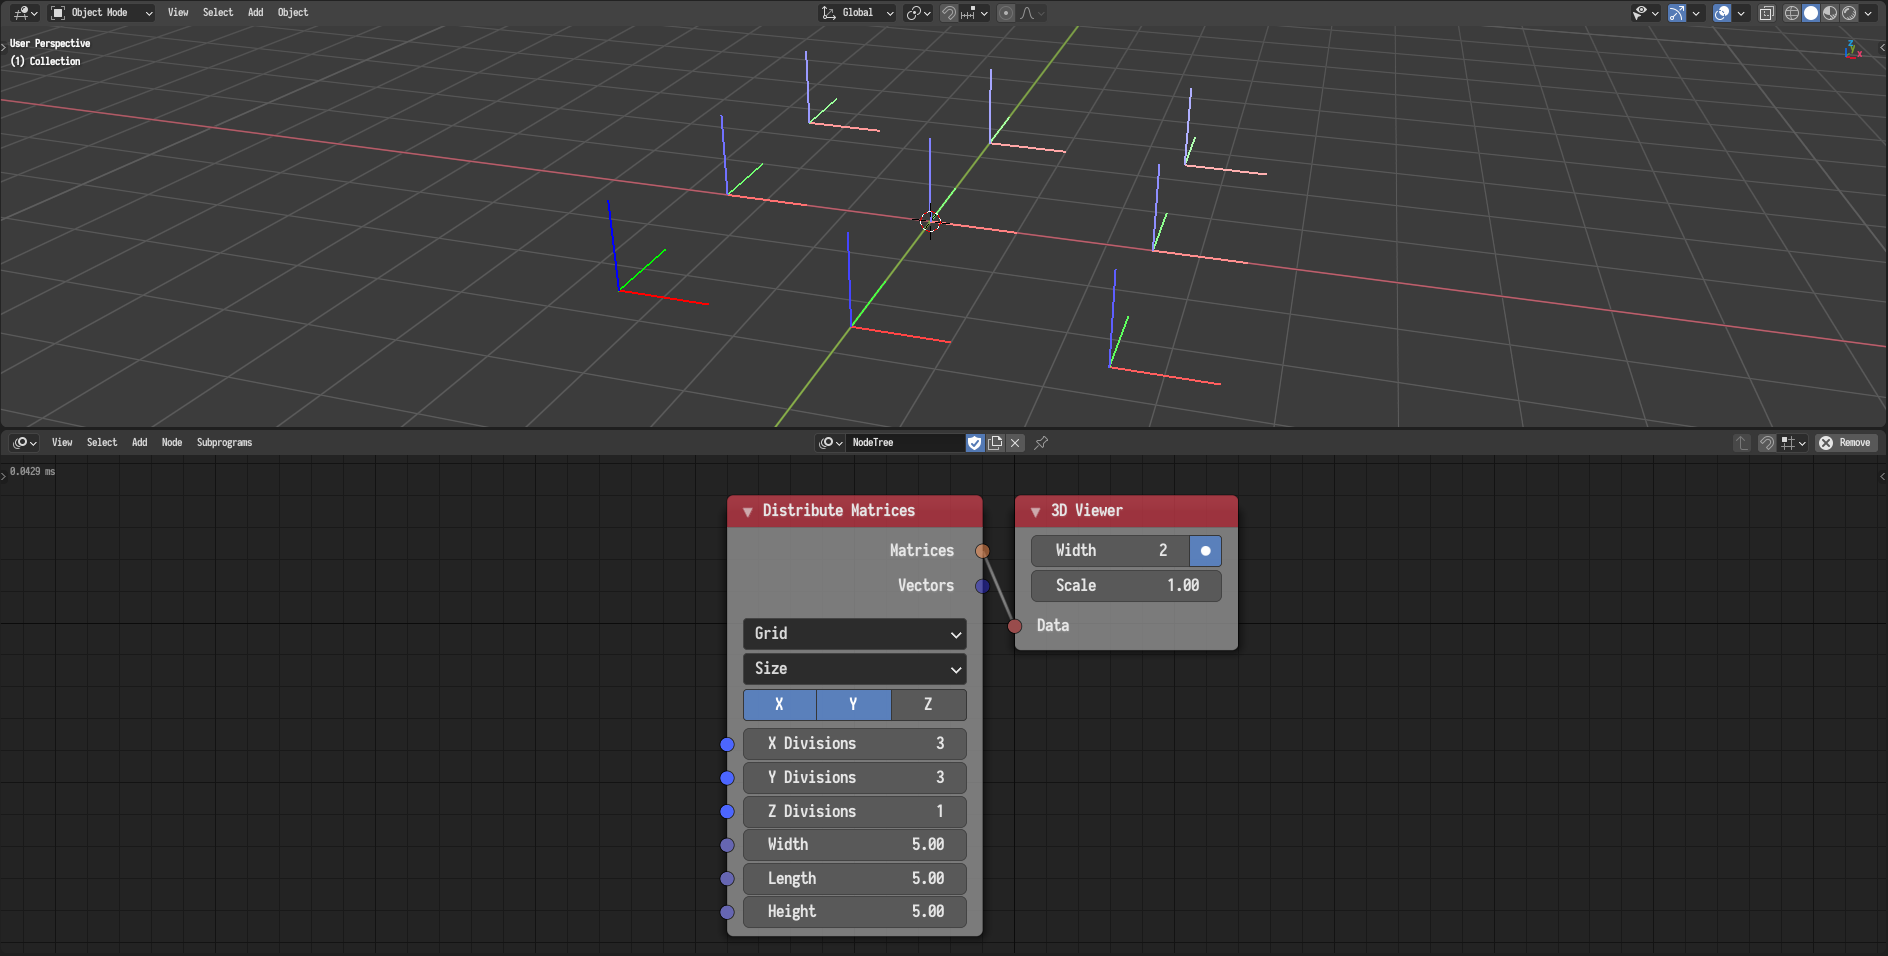 Object Mode View Select Add Object Global
User Perspective
(1) Collection
Z
Y
X
View Select Add Node Subprograms NodeTree Remove
0.0429 ms
Distribute Matrices
Matrices
Vectors
Grid
Size
X Y Z
X Divisions 3
Y Divisions 3
Z Divisions 1
Width 5.00
Length 5.00
Height 5.00
3D Viewer
Width 2
Scale 1.00
Data